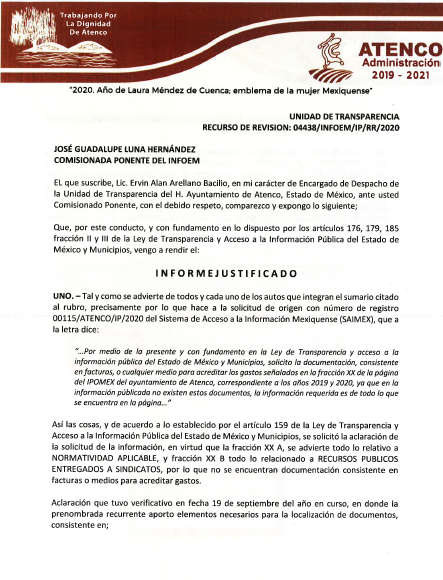 Trabajando Por
La Dignidad
De Atenco
ATENCO
Administración
2019 - 2021
"2020. Año de Laura Méndez de Cuenca; emblema de la mujer Mexiquense"
UNIDAD DE TRANSPARENCIA
RECURSO DE REVISION: 04438/INFOEM/IP/RR/2020
JOSÉ GUADALUPE LUNA HERNÁNDEZ
COMISIONADA PONENTE DEL INFOEM
EL que suscribe, Lic. Ervin Alan Arellano Bacilio, en mi carácter de Encargado de Despacho de
la Unidad de Transparencia del H. Ayuntamiento de Atenco, Estado de México, ante usted
Comisionado Ponente, con el debido respeto, comparezco y expongo lo siguiente;
Que, por este conducto, y con fundamento en lo dispuesto por los artículos 176, 179, 185
fracción II y III de la Ley de Transparencia y Acceso a la Información Pública del Estado de
México y Municipios, vengo a rendir el:
I N F O R M E J U S T I F I C A D O
UNO. – Tal y como se advierte de todos y cada uno de los autos que integran el sumario citado
al rubro, precisamente por lo que hace a la solicitud de origen con número de registro
00115/ATENCO/IP/2020 del Sistema de Acceso a la Información Mexiquense (SAIMEX), que a
la letra dice:
"...Por medio de la presente y con fundamento en la Ley de Transparencia y acceso a la
información pública del Estado de México y Municipios, solicito la documentación, consistente
en facturas, o cualquier medio para acreditar los gastos señalados en la fracción XX de la página
del IPOMEX del ayuntamiento de Atenco, correspondiente a los años 2019 y 2020, ya que en la
información públicada no existen estos documentos, la información requerida es de todo lo que
se encuentra en la página..."
Así las cosas, y de acuerdo a lo establecido por el artículo 159 de la Ley de Transparencia y
Acceso a la Información Pública del Estado de México y Municipios, se solicitó la aclaración de
la solicitud de la información, en virtud que la fracción XX A, se advierte todo lo relativo a
NORMATIVIDAD APLICABLE, y fracción XX B todo lo relacionado a RECURSOS PUBLICOS
ENTREGADOS A SINDICATOS, por lo que no se encuentran documentación consistente en
facturas o medios para acreditar gastos.
Aclaración que tuvo verificativo en fecha 19 de septiembre del año en curso, en donde la
prenombrada recurrente aporto elementos necesarios para la localización de documentos,
consistente en;